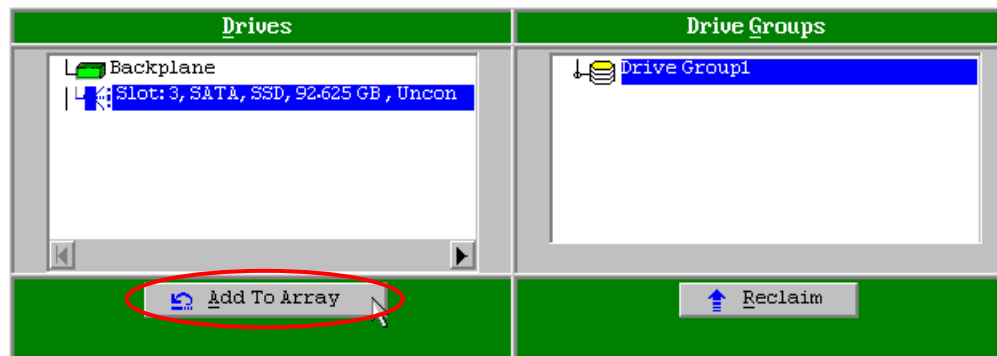 Drives
Drive Groups
Backplane
Slot: 3, SATA, SSD, 92.625 GB , Uncon
Drive Group1
Add To Array
Reclaim